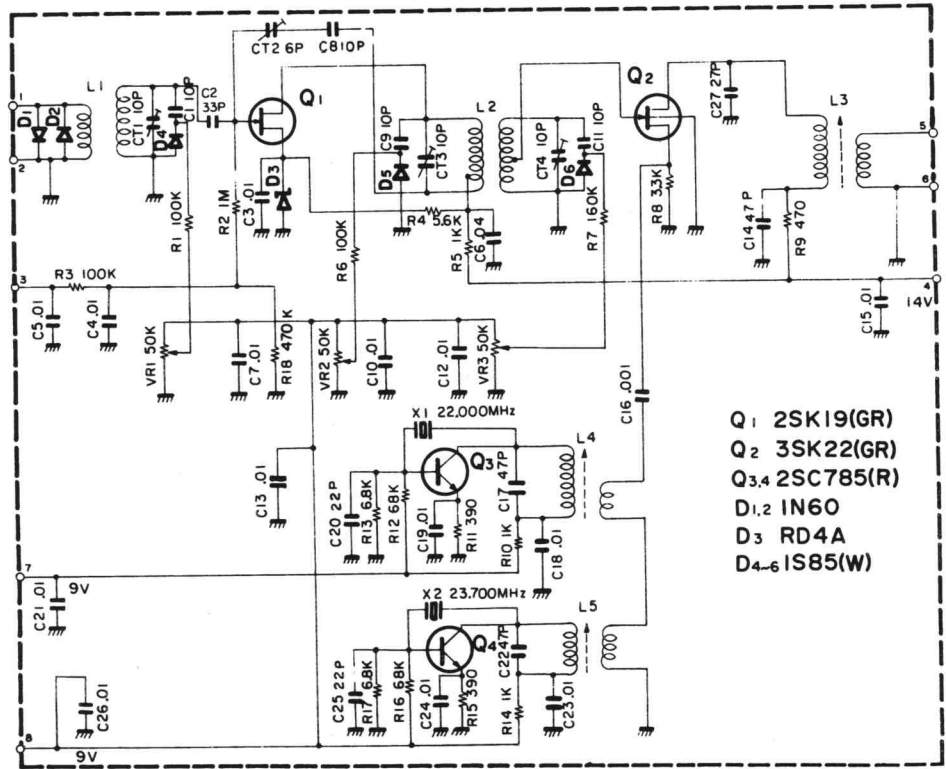 CT2 6P
C8 10P
1
D1
D2
L1
CT1 10P
C1 10P
D4
C2
33P
Q1
C9 10P
CT3 10P
D5
L2
CT4 10P
C11 10P
D6
Q2
C27 27P
L3
5
6
2
R1 100K
R2 1M
C3 .01
D3
R4 5.6K
R6 100K
R5 1K
C6 .04
R7 160K
R8 3.3K
C14 47P
R9 470
3
R3 100K
4
14V
C5 .01
C4 .01
VR1 50K
C7 .01
R18 470 K
VR2 50K
C10 .01
C12 .01
VR3 50K
C15 .01
C16 .001
X1 22,000MHz
Q3
C17 47P
L4
C13 .01
C20 22P
R13 6.8K
R12 68K
C19 .01
R11 390
R10 1K
C18 .01
7
9V
C21 .01
X2 23,700MHz
Q4
C22 47P
L5
C25 22P
R17 6.8K
R16 68K
C24 .01
R15 390
R14 1K
C23 .01
C26 .01
8
9V
Q1 2SK19(GR)
Q2 3SK22(GR)
Q3,4 2SC785(R)
D1,2 1N60
D3 RD4A
D4~6 1S85(W)